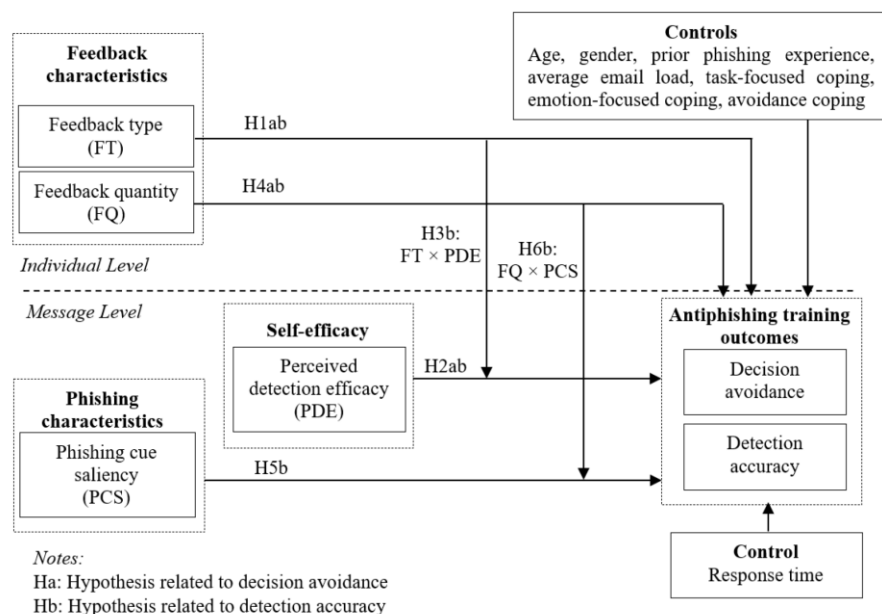 Controls
Age, gender, prior phishing experience,
average email load, task-focused coping,
emotion-focused coping, avoidance coping
Feedback
characteristics
Feedback type
(FT)
Feedback quantity
(FQ)
H1ab
H4ab
H3b:
FT × PDE
H6b:
FQ × PCS
Individual Level
Message Level
Self-efficacy
Perceived
detection efficacy
(PDE)
H2ab
Phishing
characteristics
Phishing cue
saliency
(PCS)
H5b
Antiphishing training
outcomes
Decision
avoidance
Detection
accuracy
Control
Response time
Notes:
Ha: Hypothesis related to decision avoidance
Hb: Hypothesis related to detection accuracy